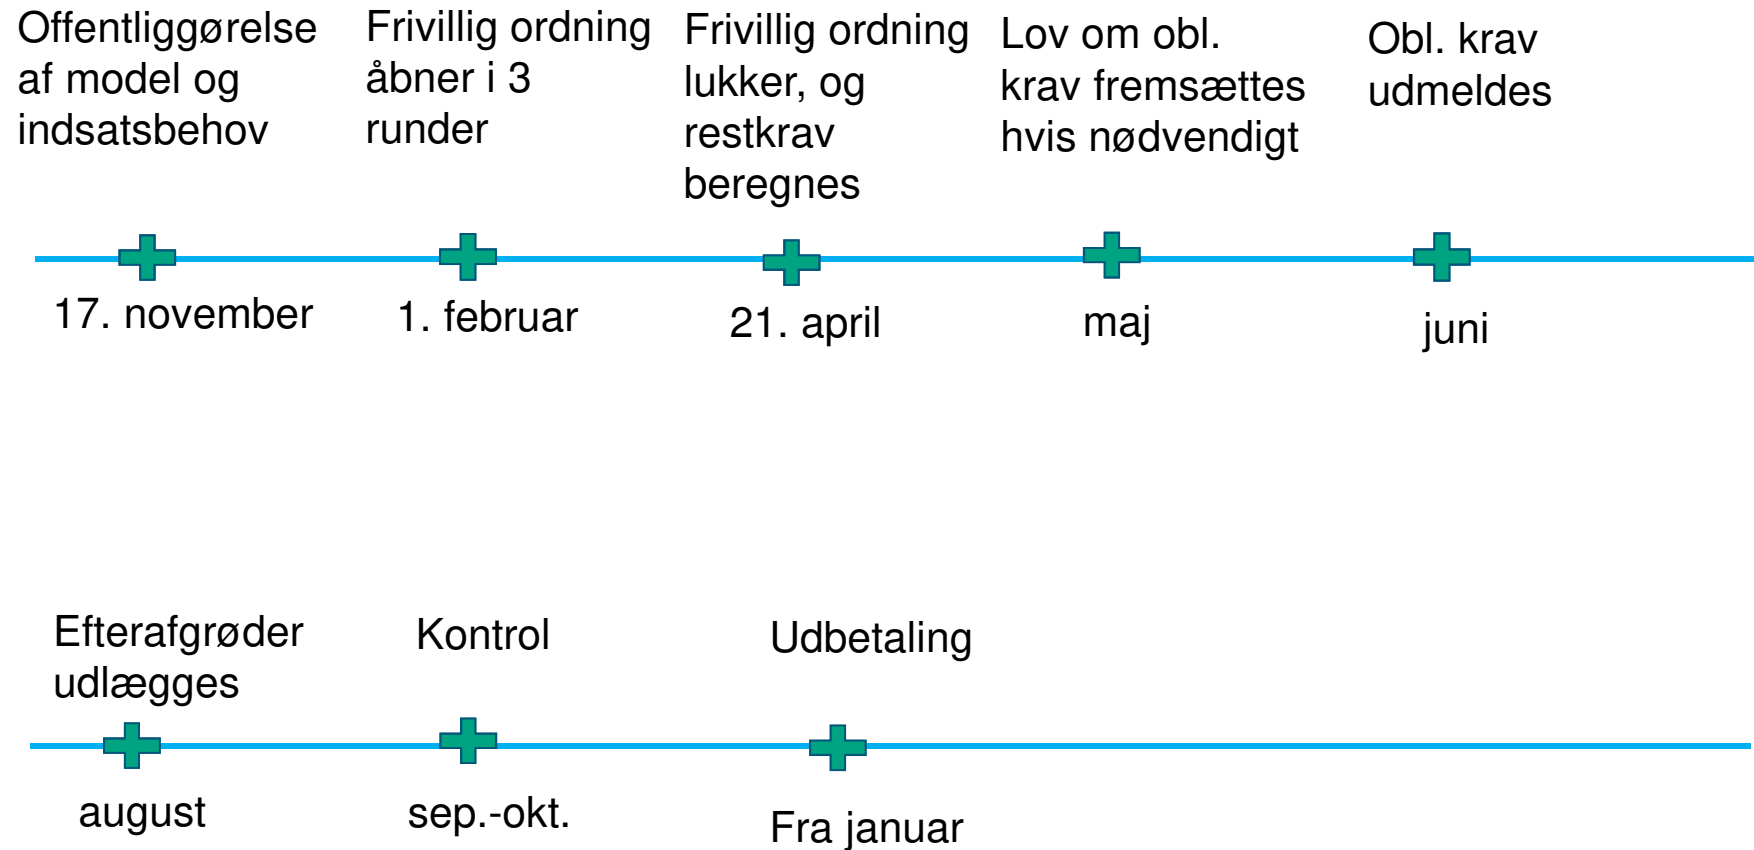 Offentliggørelse
af model og
indsatsbehov
Frivillig ordning
åbner i 3
runder
Frivillig ordning
lukker, og
restkrav
beregnes
Lov om obl.
krav fremsættes
hvis nødvendigt
Obl. krav
udmeldes
17. november
1. februar
21. april
maj
juni
Efterafgrøder
udlægges
Kontrol
Udbetaling
august
sep.-okt.
Fra januar